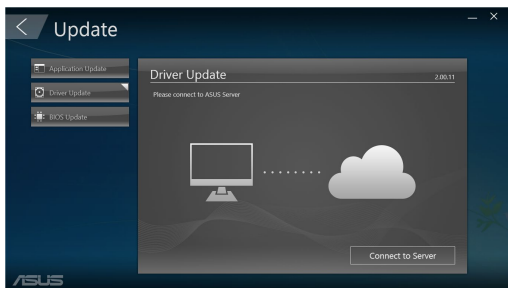 Update
Application Update
Driver Update
BIOS Update
Driver Update
2.00.11
Please connect to ASUS Server
Connect to Server
ASUS